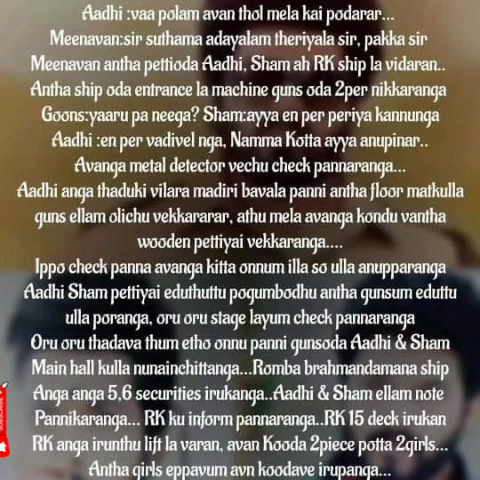 Aadhi :vaa polam avan thol mela kai podarar...
Meenavan:sir suthama adayalam theriyala sir, pakka sir
Meenavan antha pettioda Aadhi, Sham ah RK ship la vidaran..
Antha ship oda entrance la machine guns oda 2per nikkaranga
Goons:yaaru pa neega? Sham:ayya en per periya kannunga
Aadhi :en per vadivel nga, Namma Kotta ayya anupinar..
Avanga metal detector vechu check pannaranga...
Aadhi anga thaduki vilara madiri bavala panni antha floor matkulla
guns ellam olichu vekkararar, athu mela avanga kondu vantha
wooden pettiyai vekkaranga....
Ippo check panna avanga kitta onnum illa so ulla anupparanga
Aadhi Sham pettiyai eduthuttu pogumbodhu antha gunsum eduttu
ulla poranga, oru oru stage layum check pannaranga
Oru oru thadava thum etho onnu panni gunsoda Aadhi & Sham
Main hall kulla nunainchittanga...Romba brahmandamana ship
Anga anga 5,6 securities irukanga..Aadhi & Sham ellam note
Pannikaranga... RK ku inform pannaranga..RK 15 deck irukan
RK anga irunthu lift la varan, avan Kooda 2piece potta 2girls...
Antha girls eppavum avn koodave irupanga...